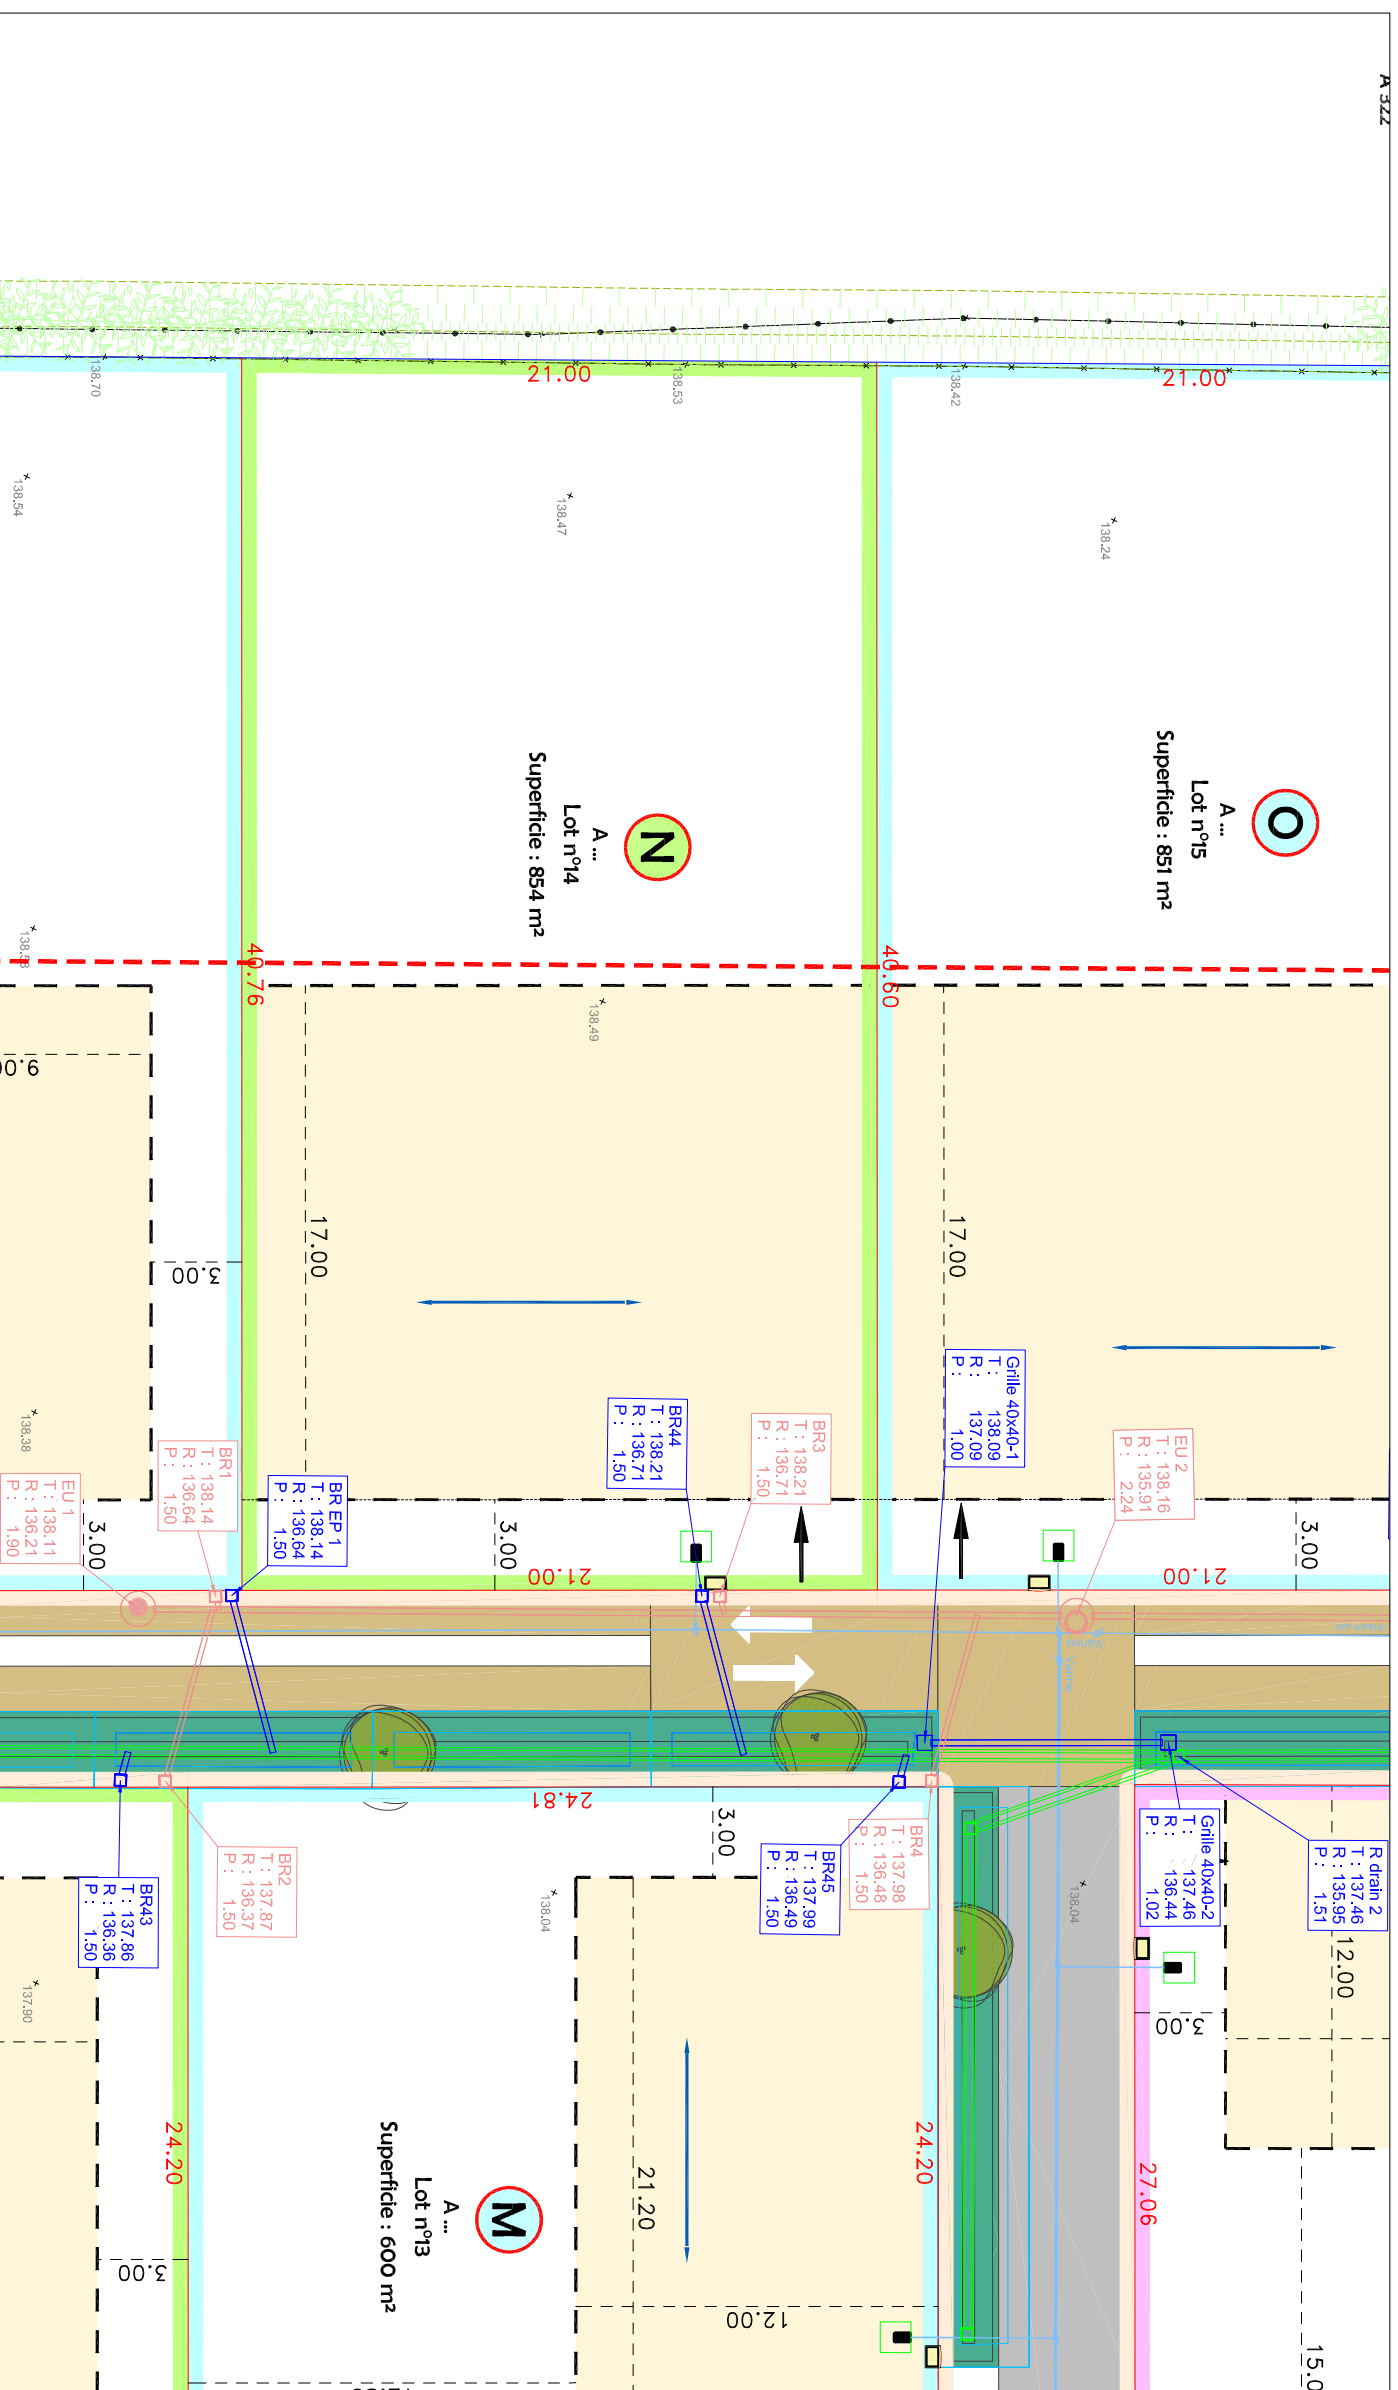 A 322
21.00
21.00
138.70
138.53
138.42
138.54
138.47
138.24
O
A ...
Lot n°15
Superficie : 851 m²
N
A ...
Lot n°14
Superficie : 854 m²
40.76
40.60
138.49
9.00
17.00
17.00
3.00
138.38
Grille 40x40-1
T : 138.09
R : 137.09
P : 1.00
BR44
T : 138.21
R : 136.71
P : 1.50
BR3
T : 138.21
R : 136.71
P : 1.50
EU 2
T : 138.16
R : 135.91
P : 2.24
BR1
T : 138.14
R : 136.64
P : 1.50
BR EP 1
T : 138.14
R : 136.64
P : 1.50
EU 1
T : 138.11
R : 136.21
P : 1.90
3.00
3.00
3.00
21.00
21.00
Vanne
Vanne
24.81
3.00
BR4
T : 137.98
R : 136.48
P : 1.50
BR45
T : 137.99
R : 136.49
P : 1.50
BR2
T : 137.87
R : 136.37
P : 1.50
BR43
T : 137.86
R : 136.36
P : 1.50
Grille 40x40-2
T : 137.46
R : 136.44
P : 1.02
R drain 2
T : 137.46
R : 135.95
P : 1.51
138.04
138.04
137.90
12.00
3.00
24.20
24.20
27.06
21.20
M
A ...
Lot n°13
Superficie : 600 m²
3.00
12.00
15.0